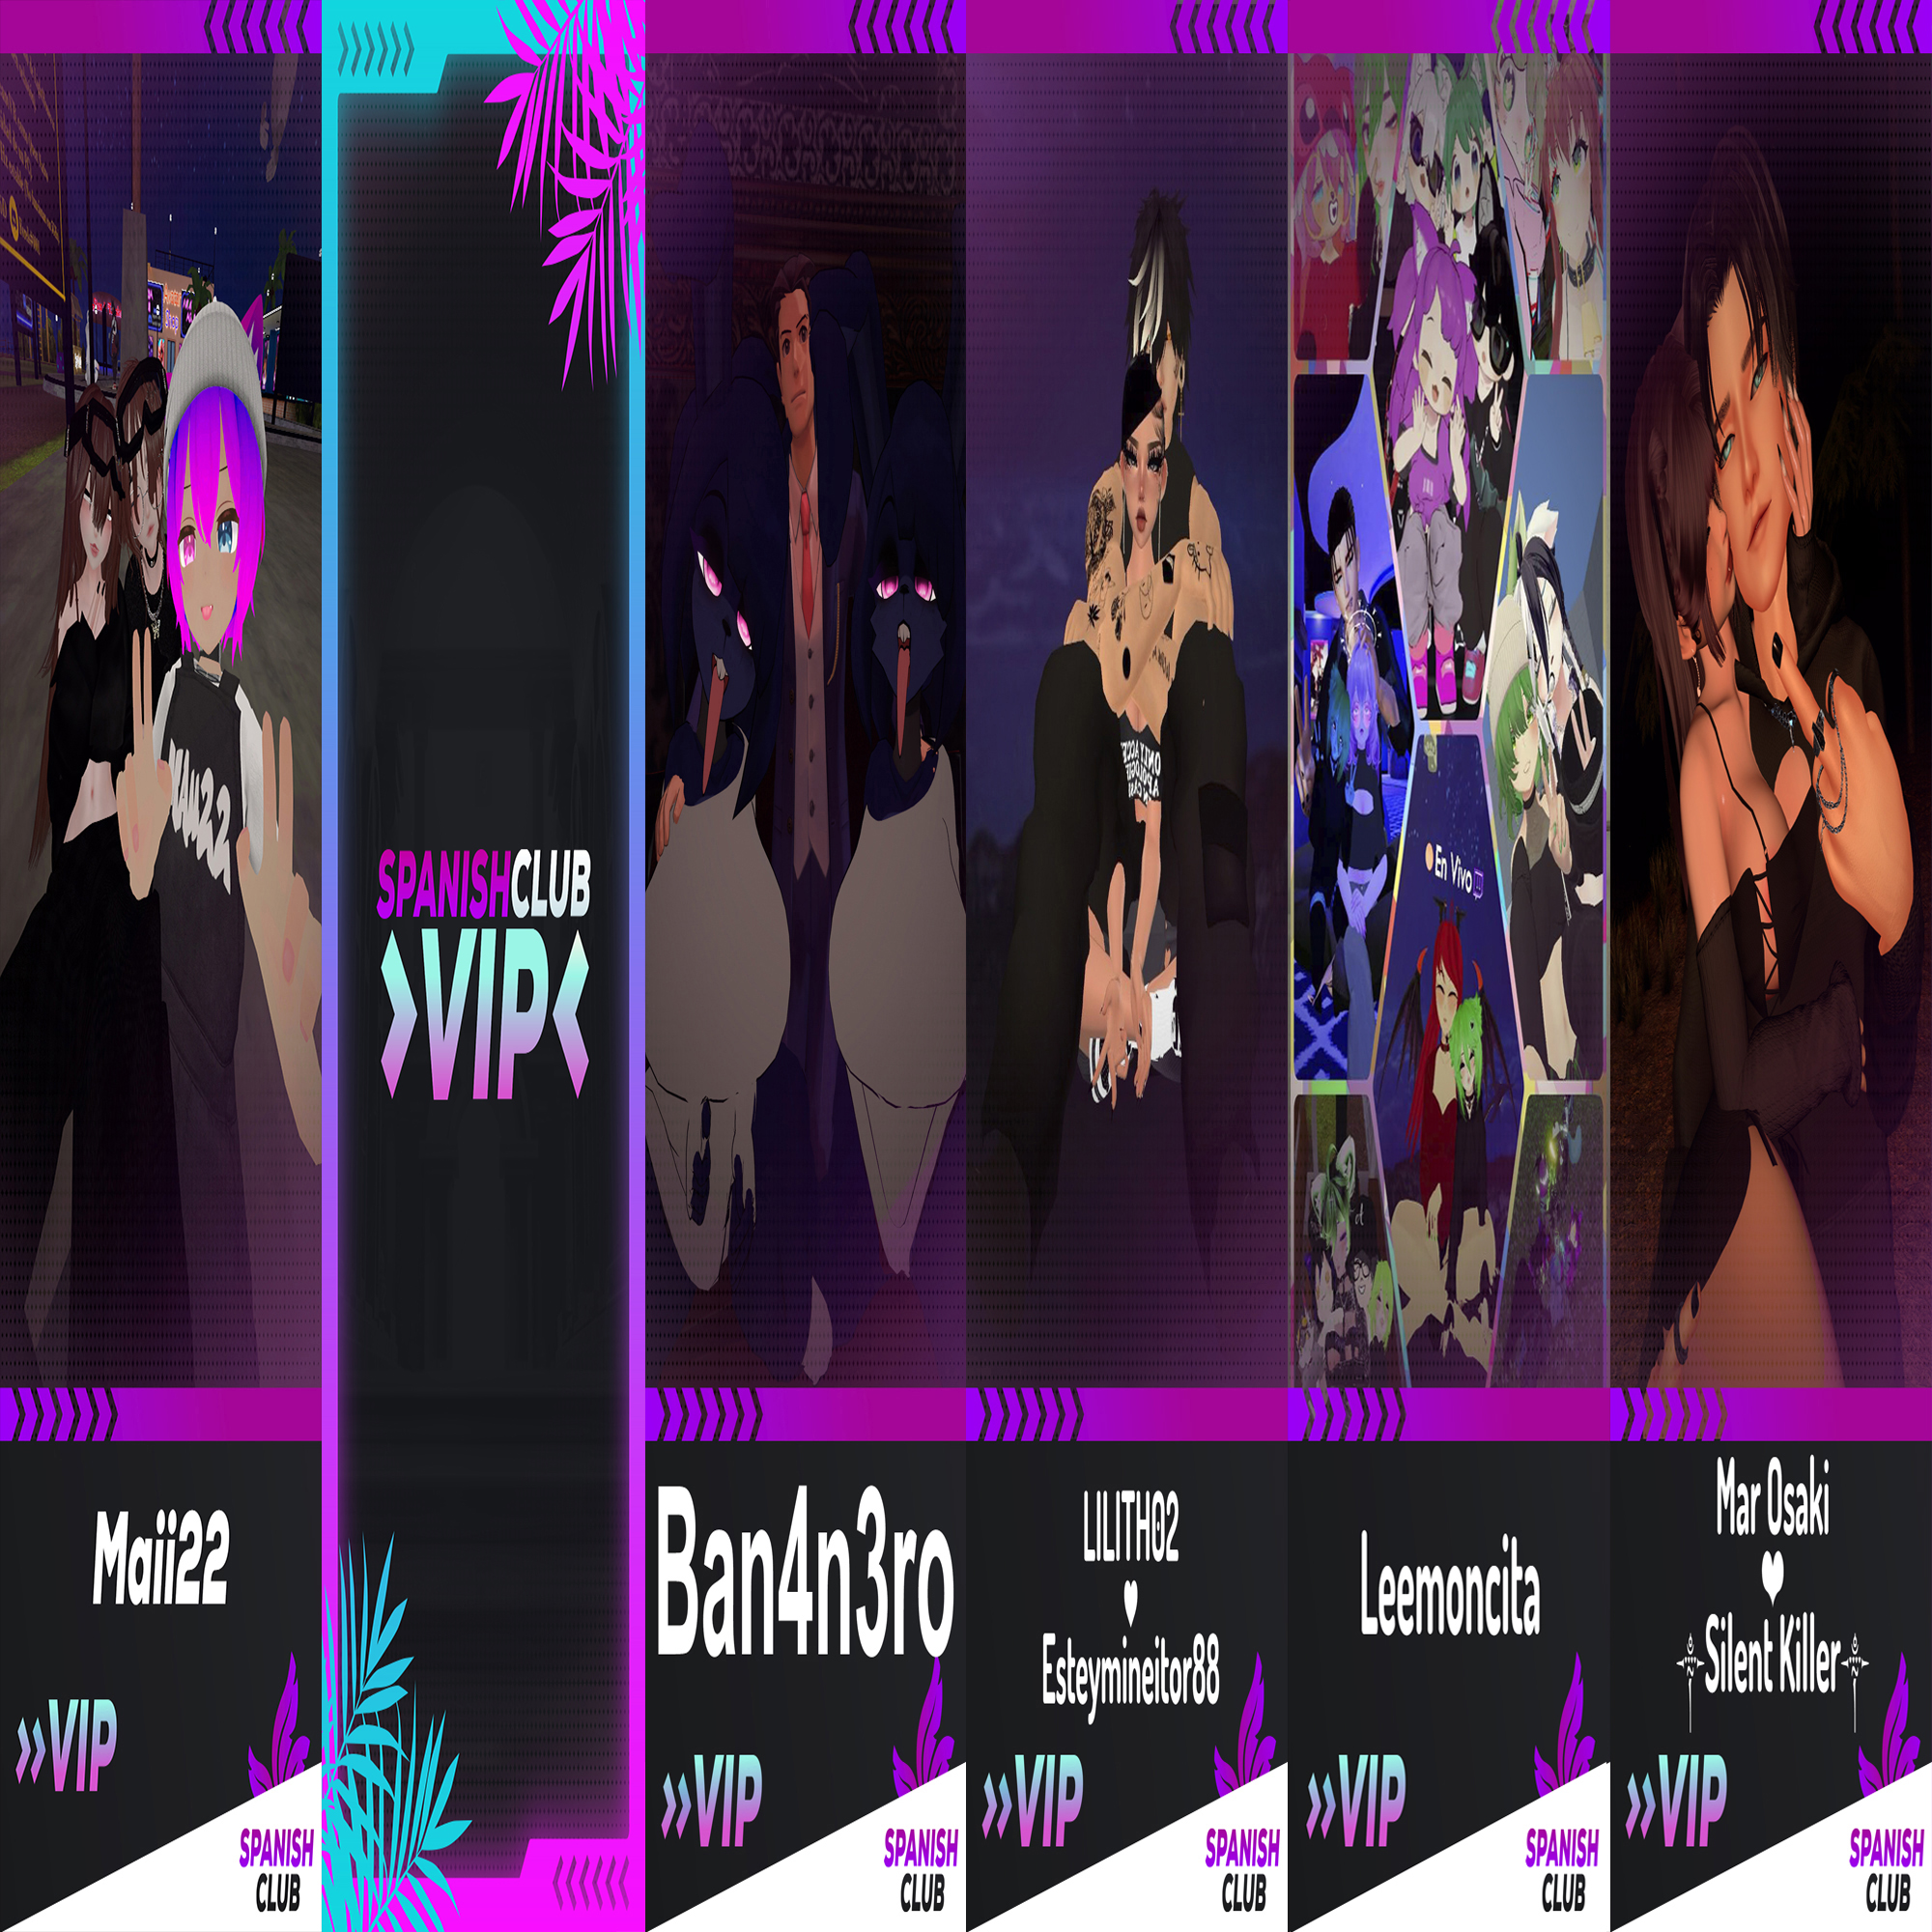 Maii22
VIP
SPANISH
CLUB
SPANISHCLUB
VIP
Ban4n3ro
VIP
SPANISH
CLUB
LILITH02
Esteymineitor88
VIP
SPANISH
CLUB
En Vivo
Leemoncita
VIP
SPANISH
CLUB
Mar Osaki
Silent Killer
VIP
SPANISH
CLUB